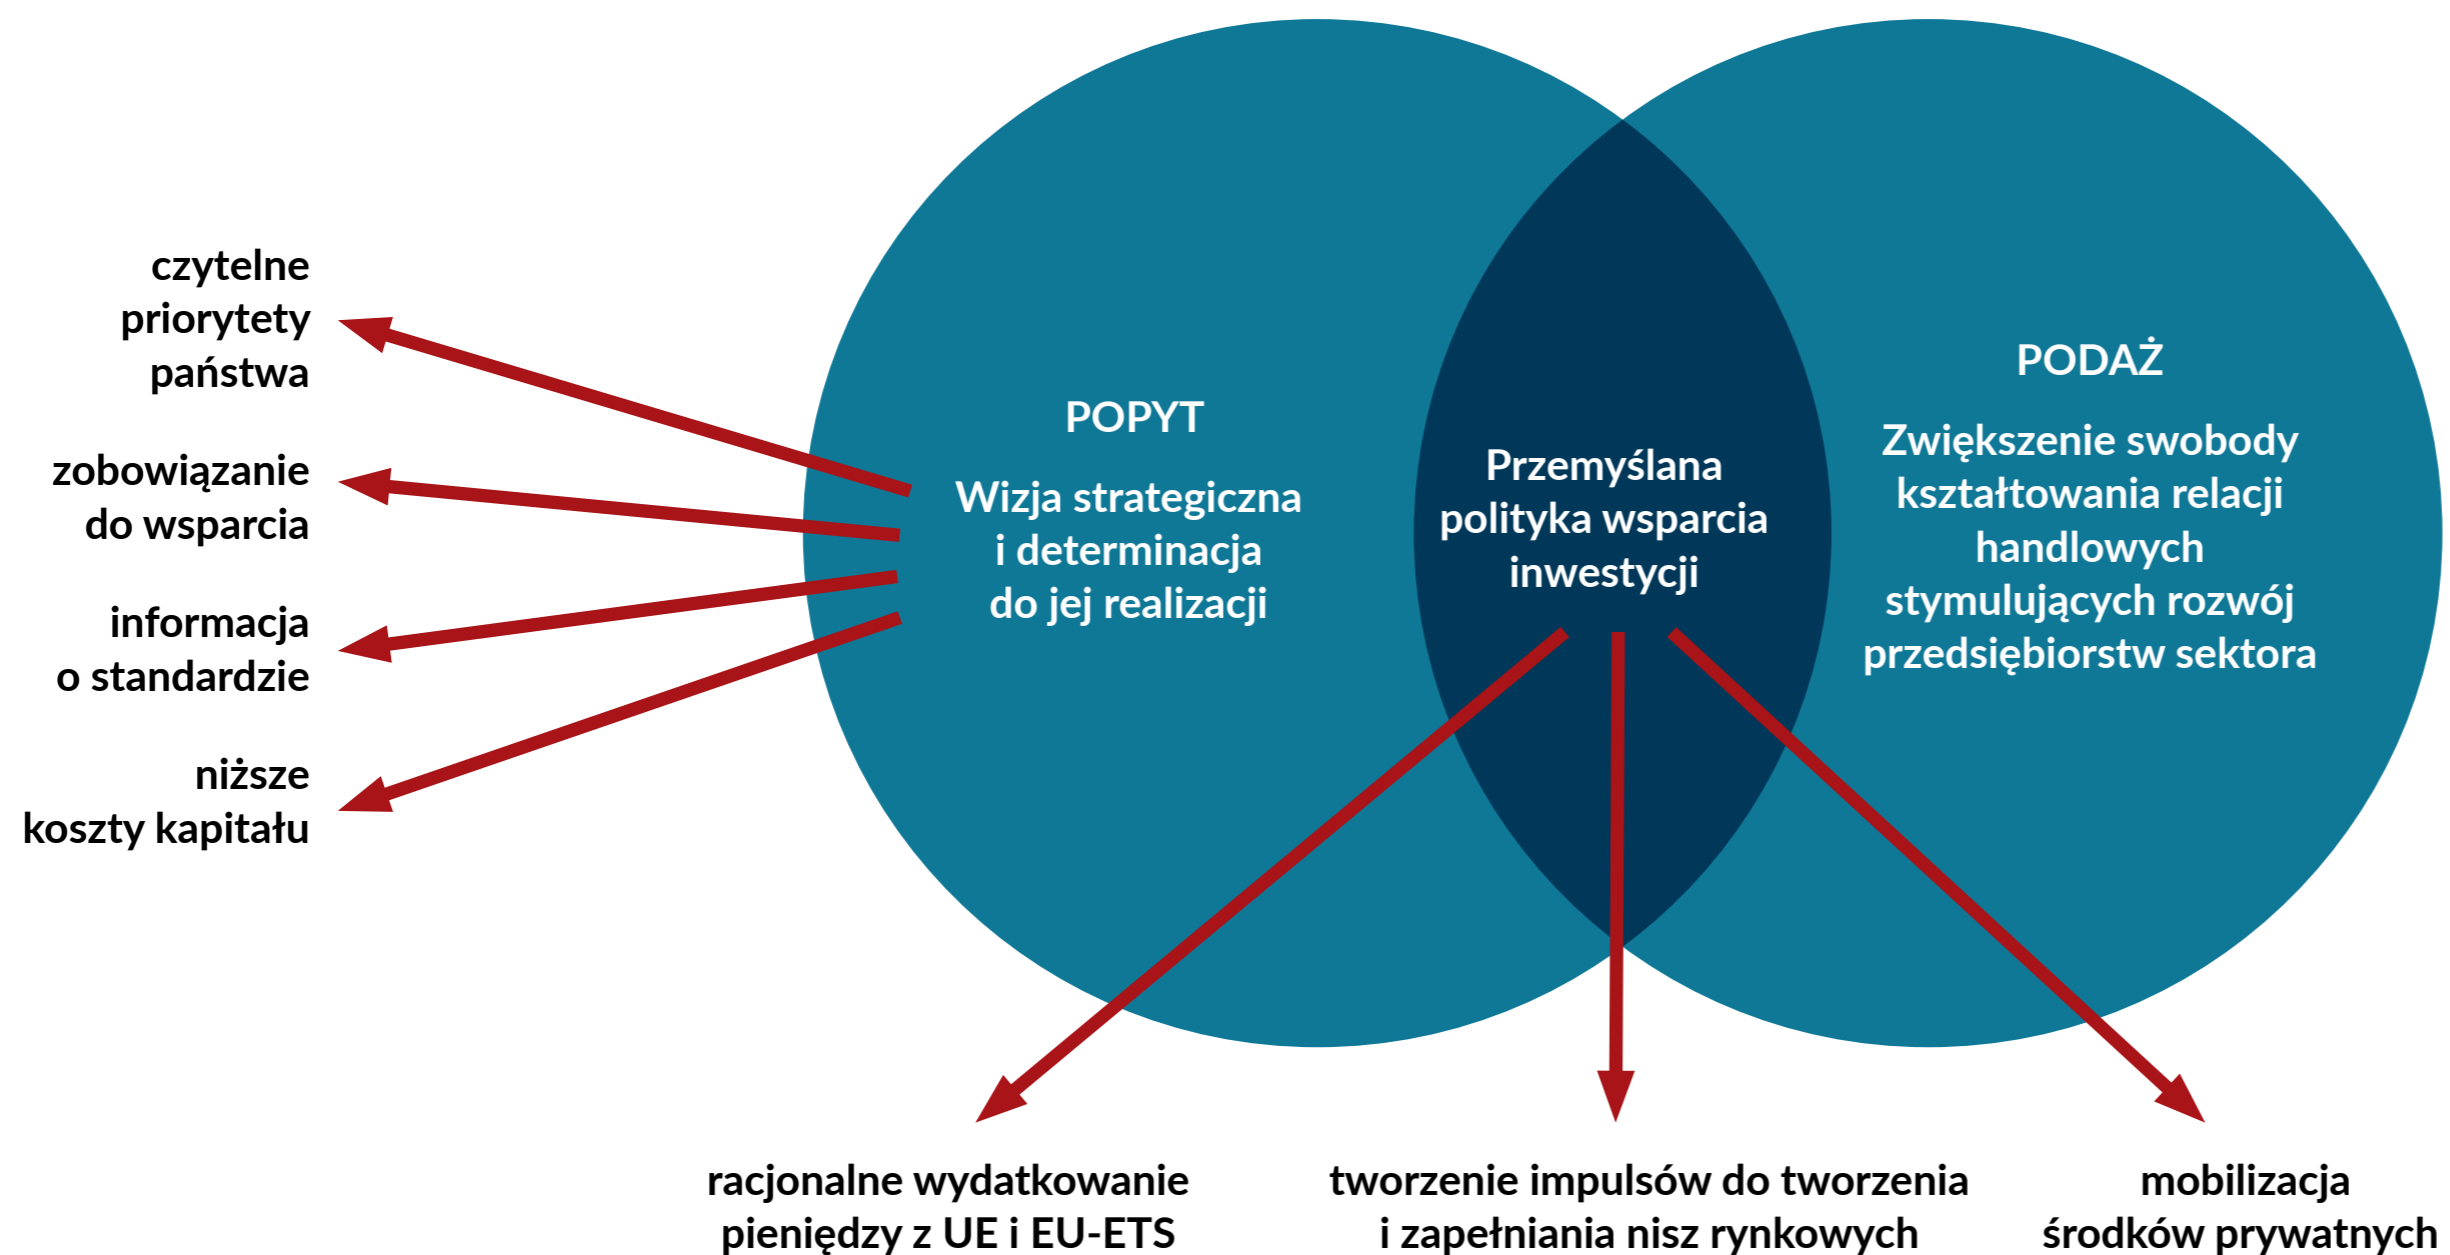 czytelne
priorytety
państwa
zobowiązanie
do wsparcia
informacja
o standardzie
niższe
koszty kapitału
POPYT
Wizja strategiczna
i determinacja
do jej realizacji
Przemyślana
polityka wsparcia
inwestycji
PODAŻ
Zwiększenie swobody
kształtowania relacji
handlowych
stymulujących rozwój
przedsiębiorstw sektora
racjonalne wydatkowanie
pieniędzy z UE i EU-ETS
tworzenie impulsów do tworzenia
i zapełniania nisz rynkowych
mobilizacja
środków prywatnych